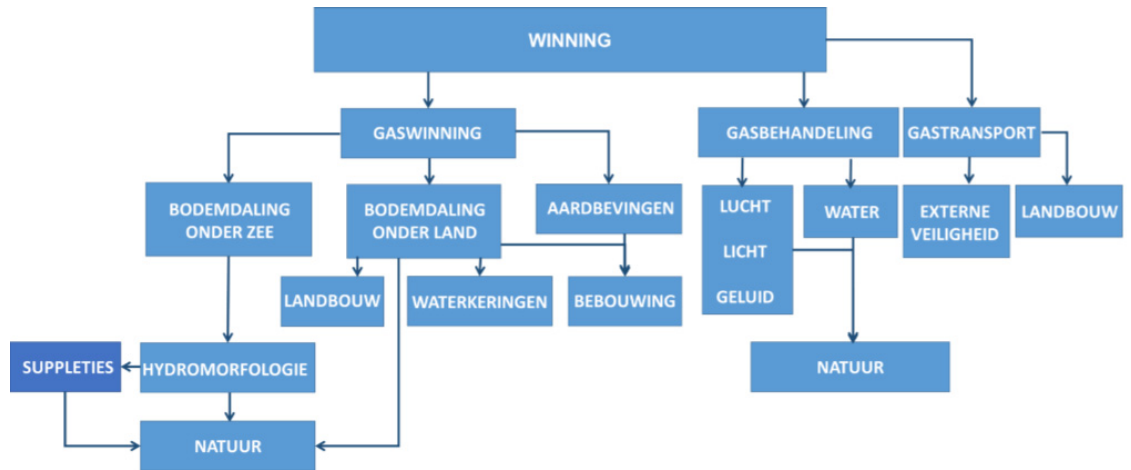 WINNING
GASWINNING
GASBEHANDELING
GASTRANSPORT
BODEMDALING
ONDER ZEE
BODEMDALING
ONDER LAND
AARDBEVINGEN
LUCHT
LICHT
GELUID
WATER
EXTERNE
VEILIGHEID
LANDBOUW
LANDBOUW
WATERKERINGEN
BEBOUWING
SUPPLETIES
HYDROMORFOLOGIE
NATUUR
NATUUR